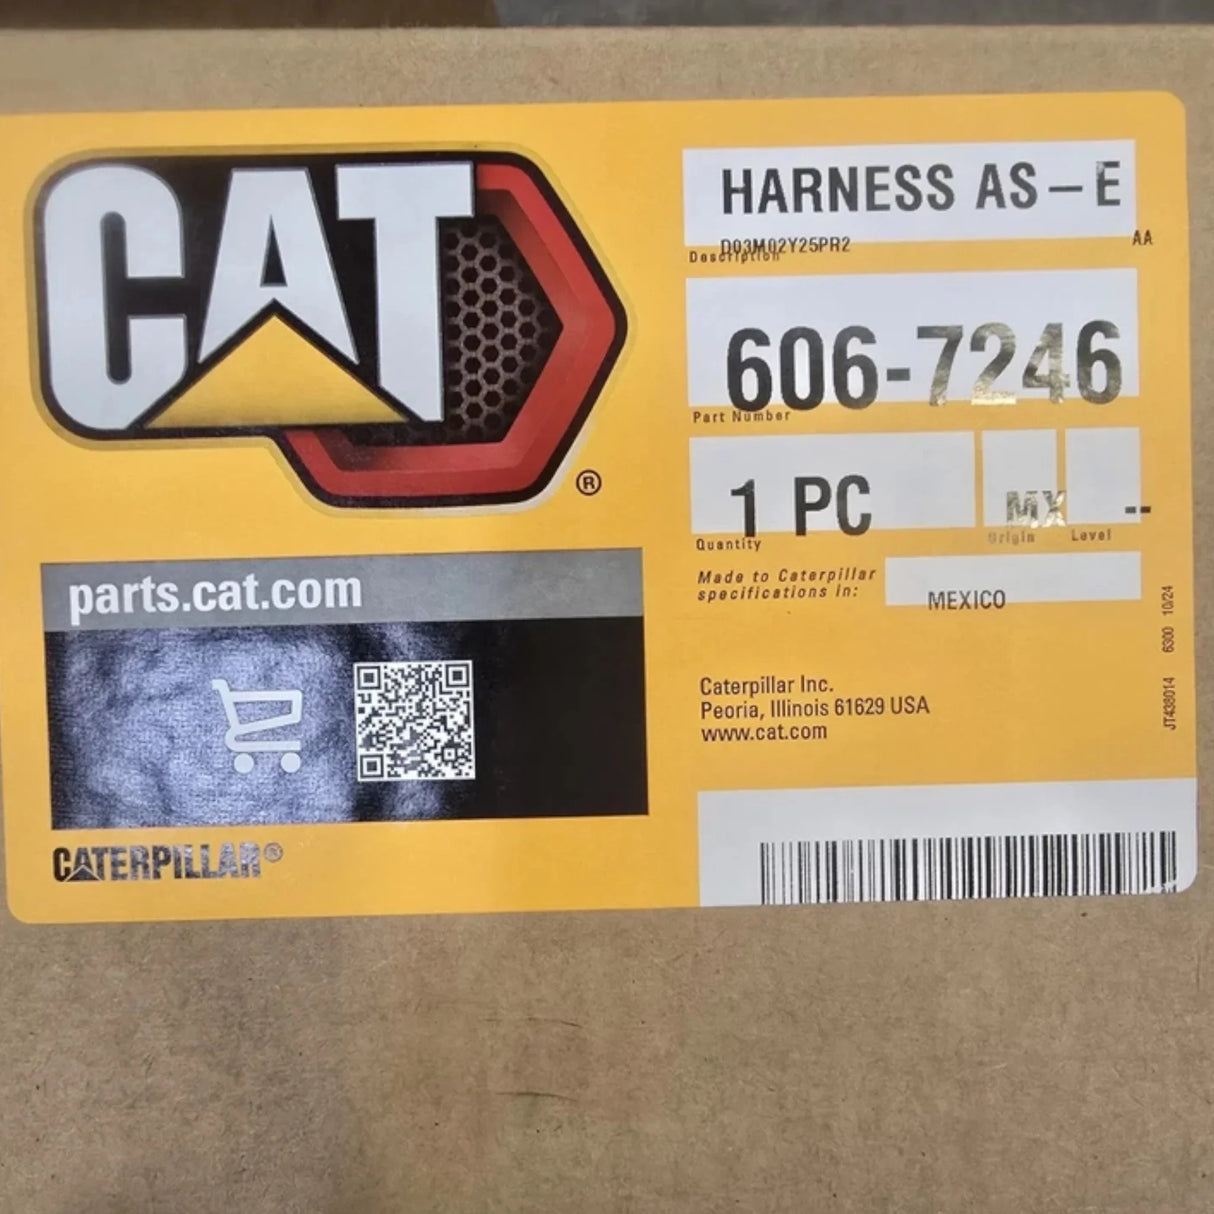 CAT
®
parts.cat.com
CATERPILLAR®
HARNESS AS-E
D03M02Y25PR2 AA
Description
606-7246
Part Number
1 PC MX --
Quantity Origin Level
Made to Caterpillar
specifications in:
MEXICO
Caterpillar Inc.
Peoria, Illinois 61629 USA
www.cat.com
JT438014 6300 10/24